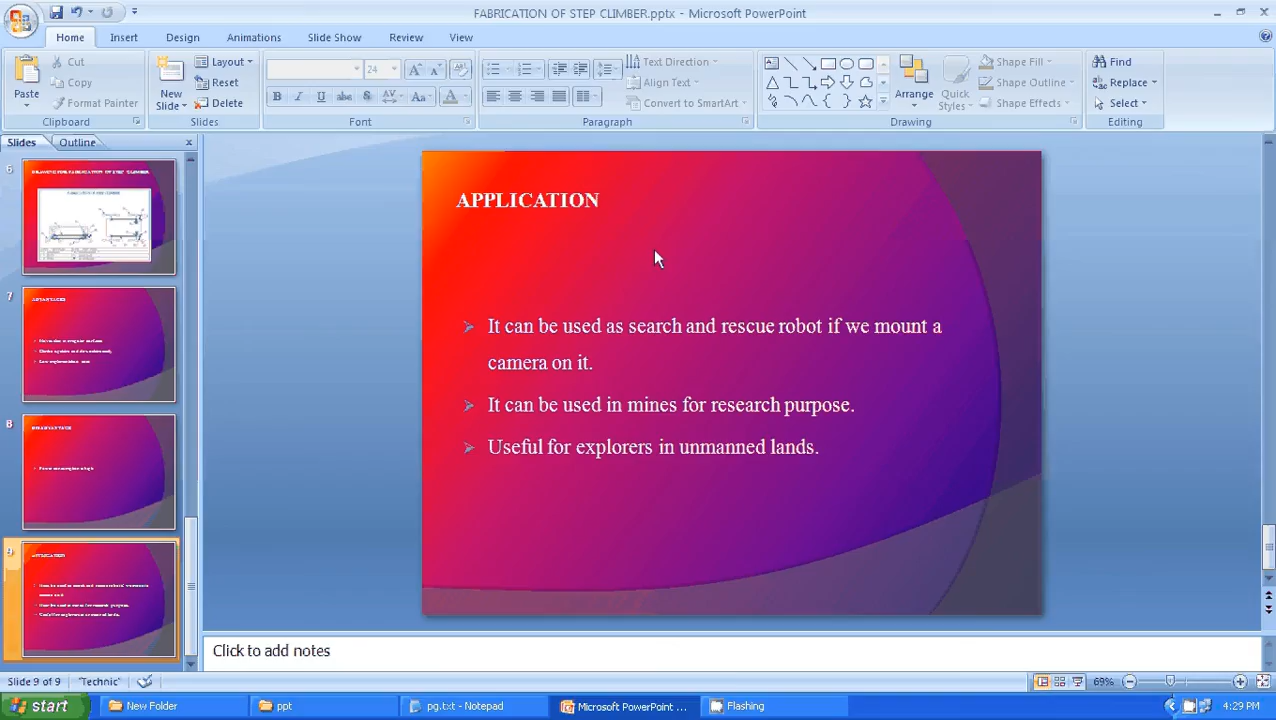 FABRICATION OF STEP CLIMBER.pptx - Microsoft PowerPoint
Home Insert Design Animations Slide Show Review View
Cut
Copy
Format Painter
Paste
Clipboard
New Slide
Layout
Reset
Delete
Slides
24
B I U abc S AV Aa A
Font
Text Direction
Align Text
Convert to SmartArt
Paragraph
Arrange
Quick Styles
Shape Fill
Shape Outline
Shape Effects
Drawing
Find
Replace
Select
Editing
Slides Outline
6
7
8
9
APPLICATION
It can be used as search and rescue robot if we mount a
camera on it.
It can be used in mines for research purpose.
Useful for explorers in unmanned lands.
Click to add notes
Slide 9 of 9 "Technic" 69%
start New Folder ppt pg.txt - Notepad Microsoft PowerPoint ... Flashing 4:29 PM